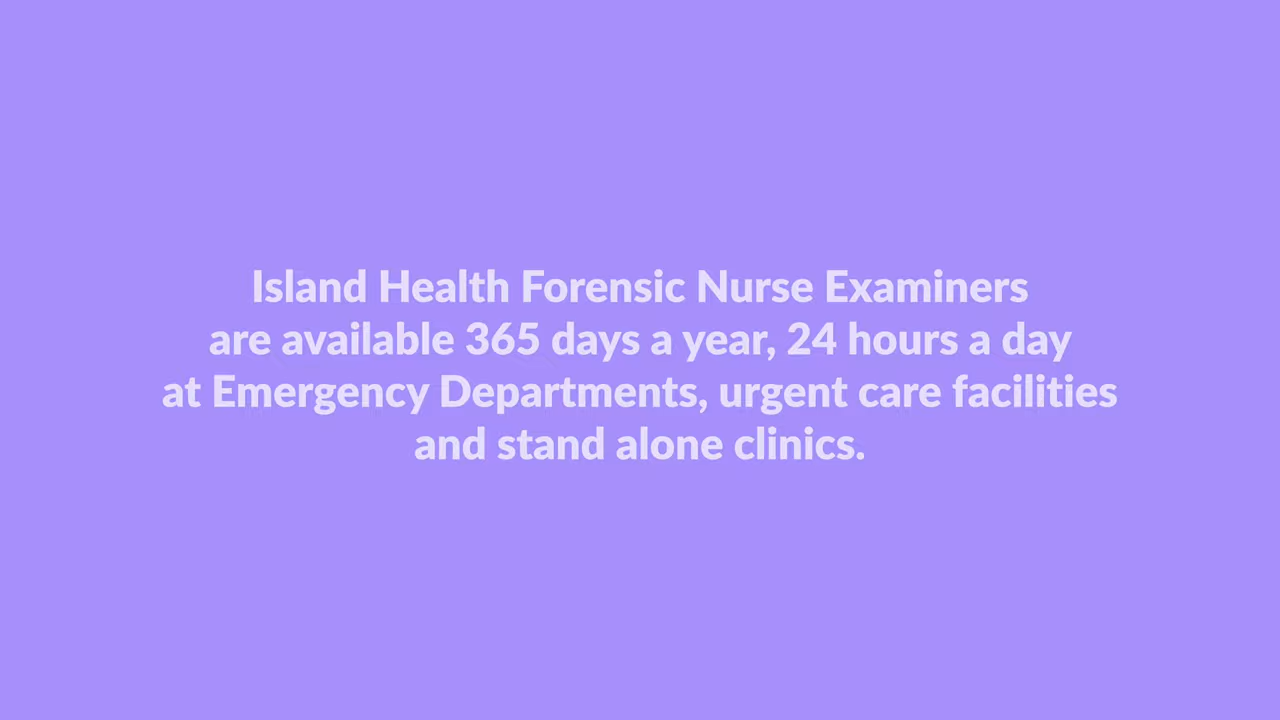 Island Health Forensic Nurse Examiners
are available 365 days a year, 24 hours a day
at Emergency Departments, urgent care facilities
and stand alone clinics.